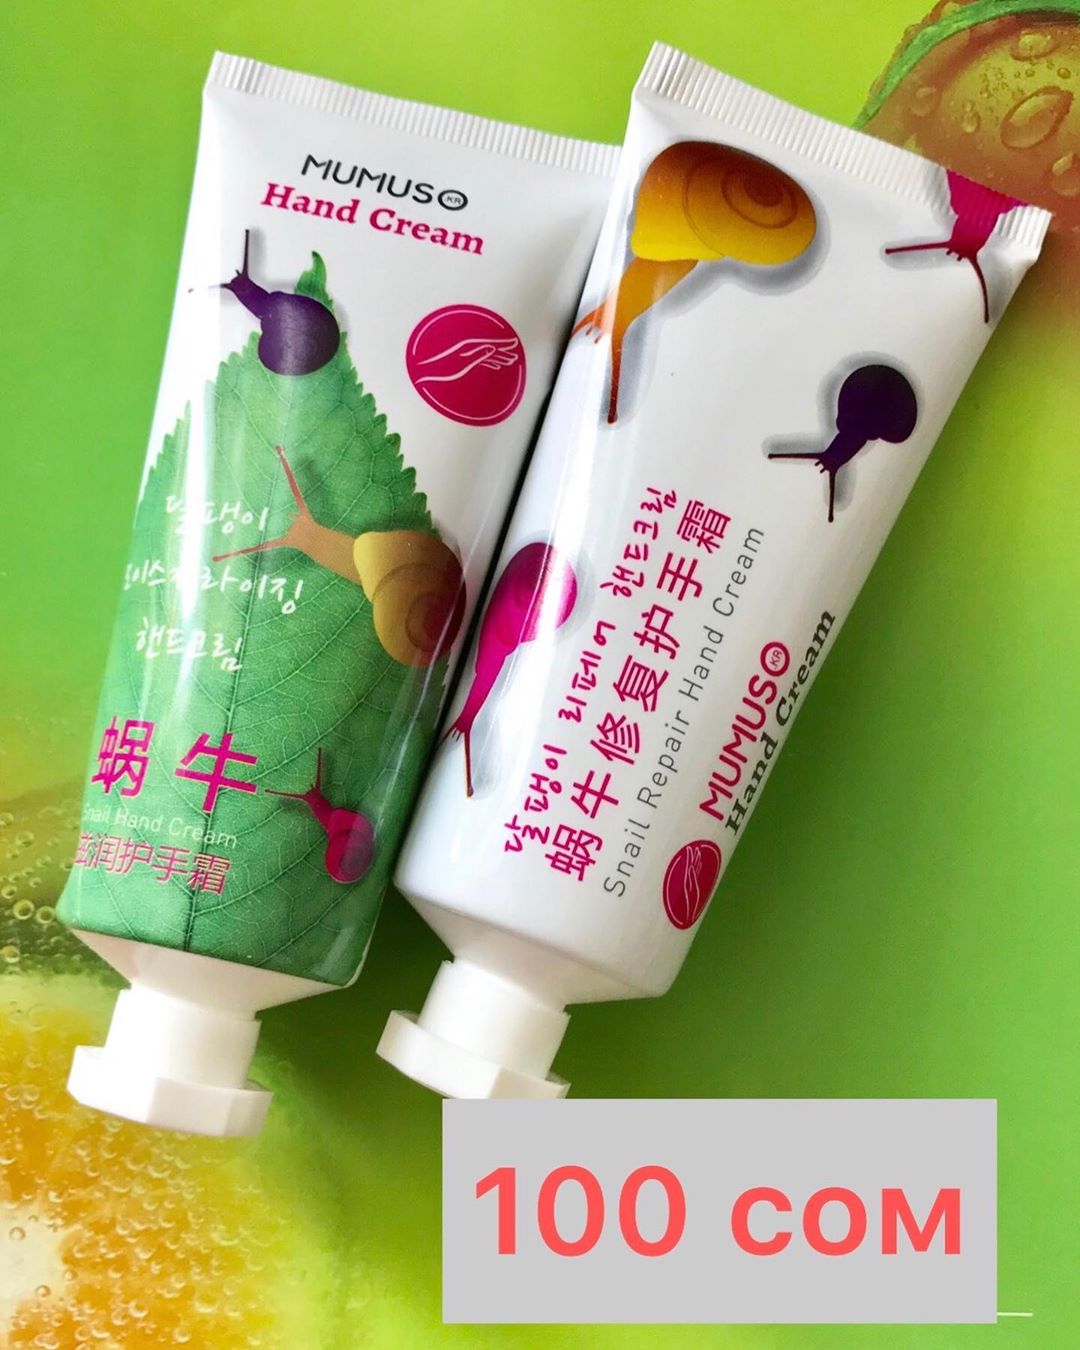 MUMUSO KR
Hand Cream
달팽이
모이스처라이징
핸드크림
蜗牛
Snail Hand Cream
滋润护手霜
달팽이 리페어 핸드크림
蜗牛修复护手霜
Snail Repair Hand Cream
MUMUSO KR
Hand Cream
100 сом